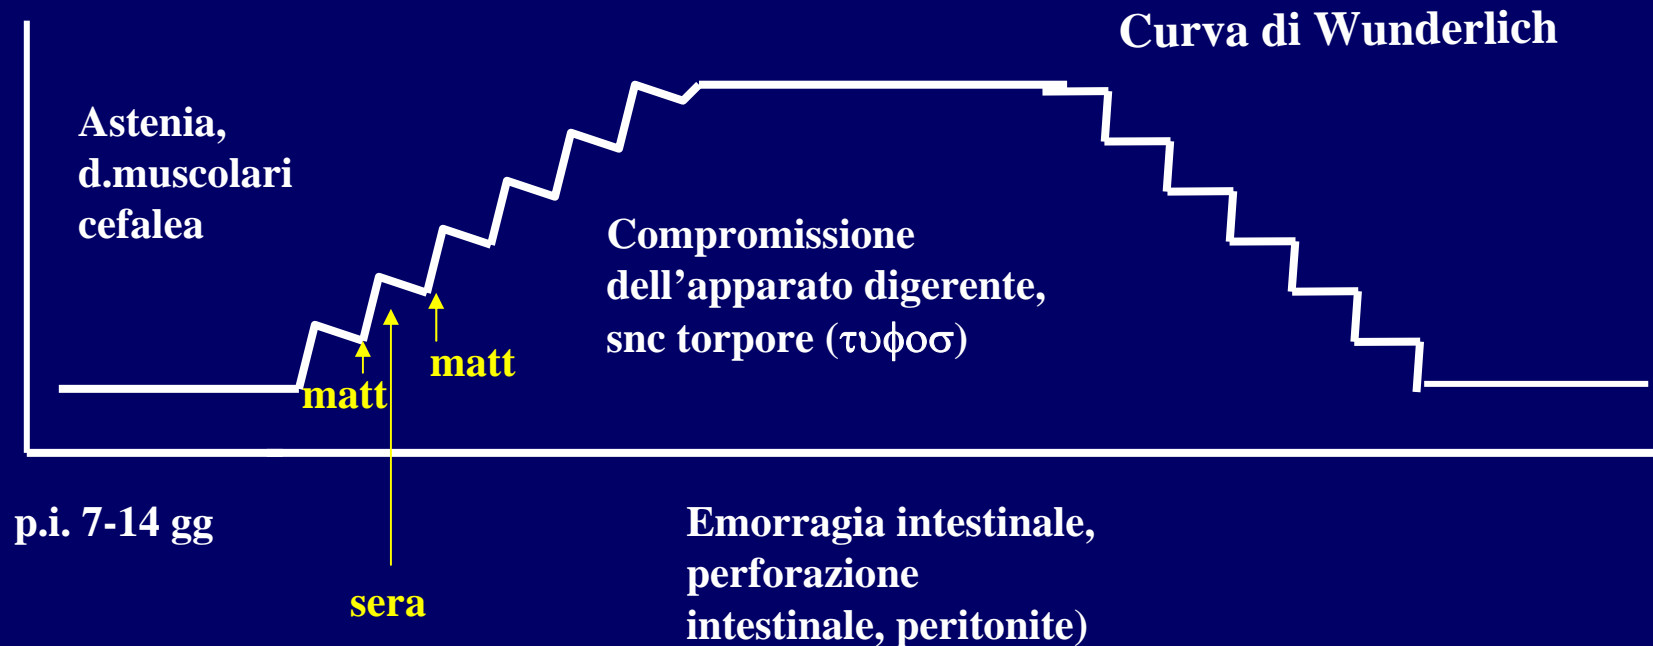 Curva di Wunderlich
Astenia,
d.muscolari
cefalea
Compromissione
dell’apparato digerente,
snc torpore (τυϕοσ)
matt
matt
p.i. 7-14 gg
sera
Emorragia intestinale,
perforazione
intestinale, peritonite)